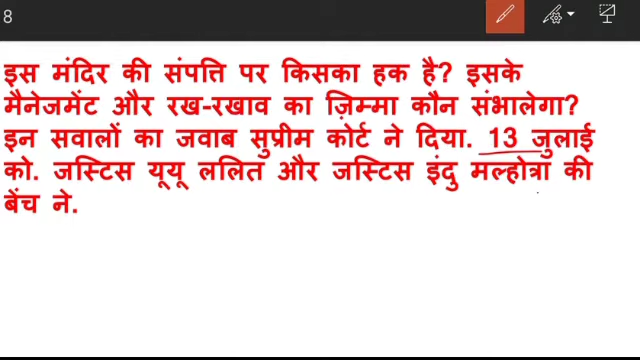 8
इस मंदिर की संपत्ति पर किसका हक है? इसके
मैनेजमेंट और रख-रखाव का ज़िम्मा कौन संभालेगा?
इन सवालों का जवाब सुप्रीम कोर्ट ने दिया. 13 जुलाई
को. जस्टिस यूयू ललित और जस्टिस इंदु मल्होत्रा की
बेंच ने.